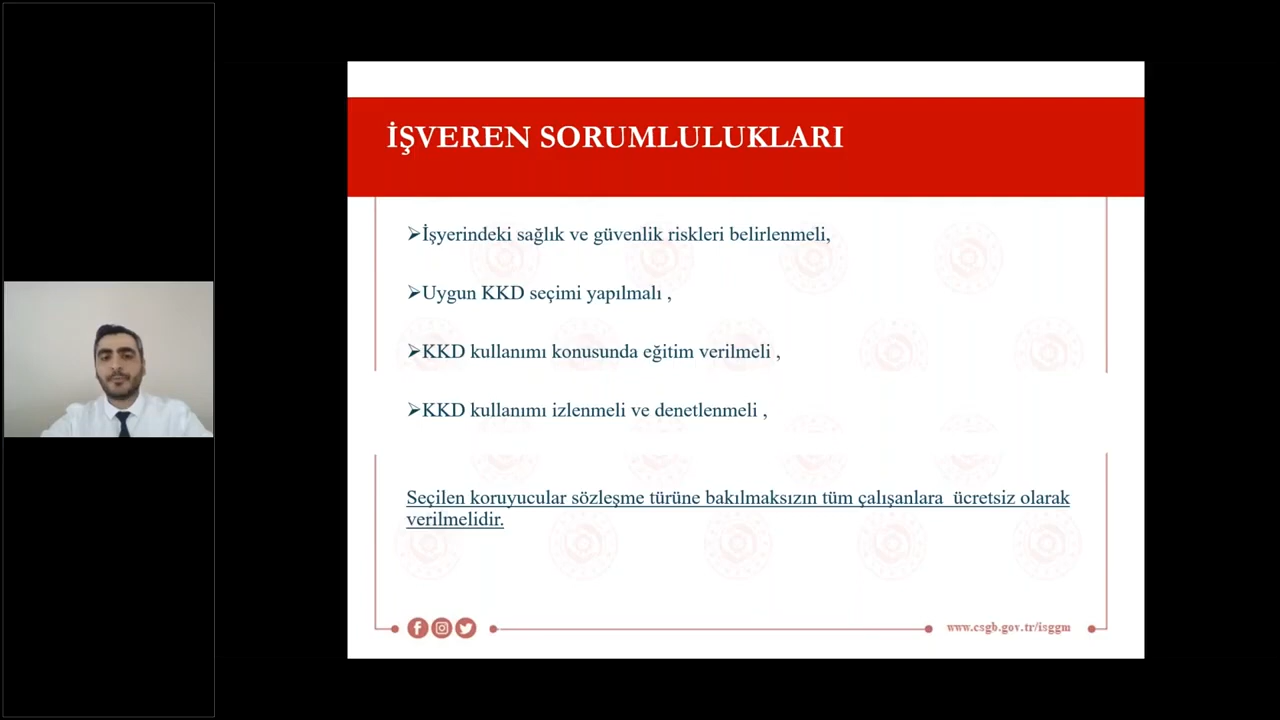 İŞVEREN SORUMLULUKLARI
➢İşyerindeki sağlık ve güvenlik riskleri belirlenmeli,
➢Uygun KKD seçimi yapılmalı ,
➢KKD kullanımı konusunda eğitim verilmeli ,
➢KKD kullanımı izlenmeli ve denetlenmeli ,
Seçilen koruyucular sözleşme türüne bakılmaksızın tüm çalışanlara ücretsiz olarak
verilmelidir.
www.csgb.gov.tr/isggm